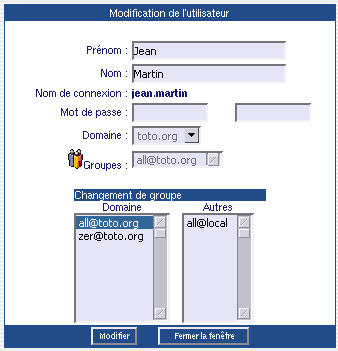 Modification de l'utilisateur
Prénom : Jean
Nom : Martin
Nom de connexion : jean.martin
Mot de passe :
Domaine : toto.org
Groupes : all@toto.org
Changement de groupe
Domaine Autres
all@toto.org all@local
zer@toto.org
Modifier Fermer la fenêtre